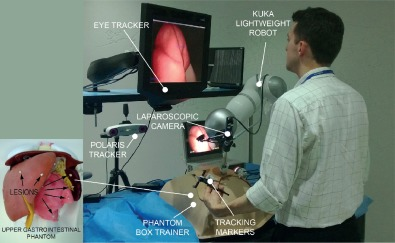 EYE TRACKER
KUKA
LIGHTWEIGHT
ROBOT
LAPAROSCOPIC
CAMERA
POLARIS
TRACKER
LESIONS
UPPER GASTROINTESTINAL
PHANTOM
PHANTOM
BOX TRAINER
TRACKING
MARKERS